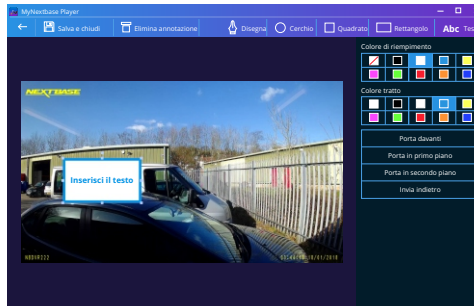 MyNextbase Player
Salva e chiudi
Elimina annotazione
Disegna
Cerchio
Quadrato
Rettangolo
Abc Tes
Colore di riempimento
Colore tratto
Porta davanti
Porta in primo piano
Porta in secondo piano
Invia indietro
NEXTBASE
Inserisci il testo